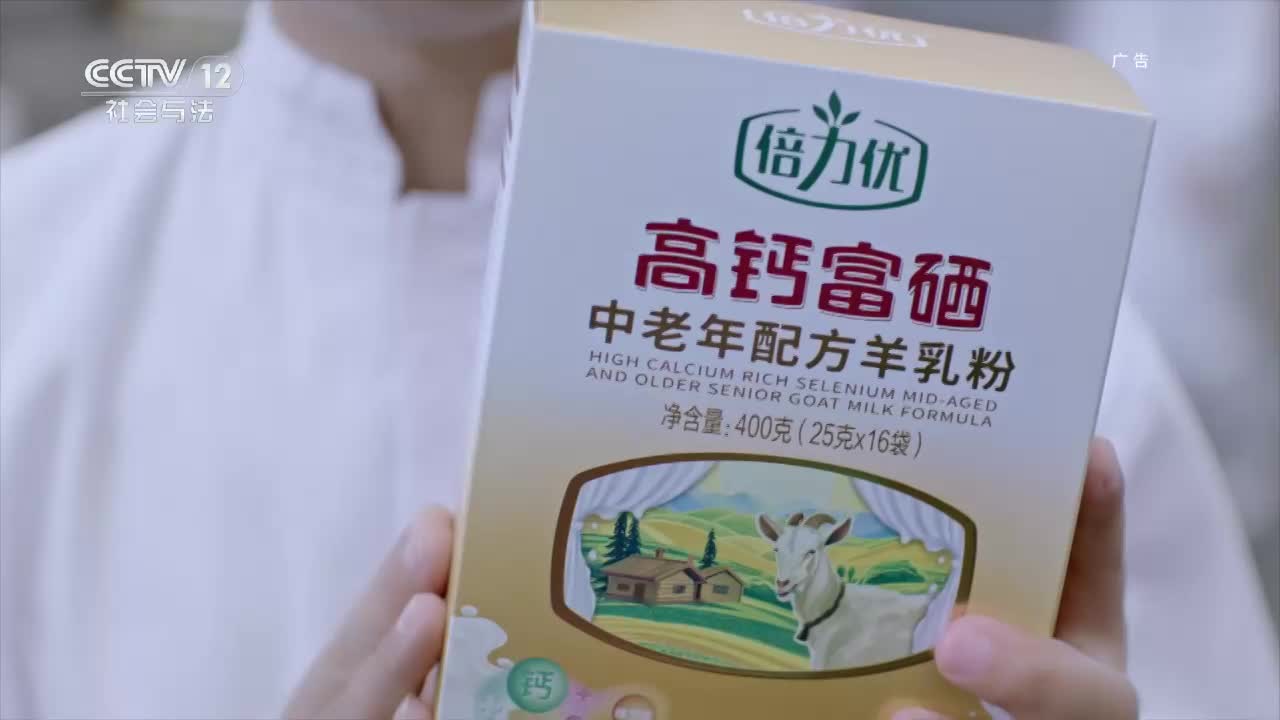 CCTV 12
社会与法
广告
倍力优
高钙富硒
中老年配方羊乳粉
HIGH CALCIUM RICH SELENIUM MID-AGED
AND OLDER SENIOR GOAT MILK FORMULA
净含量:400克(25克x16袋)
钙